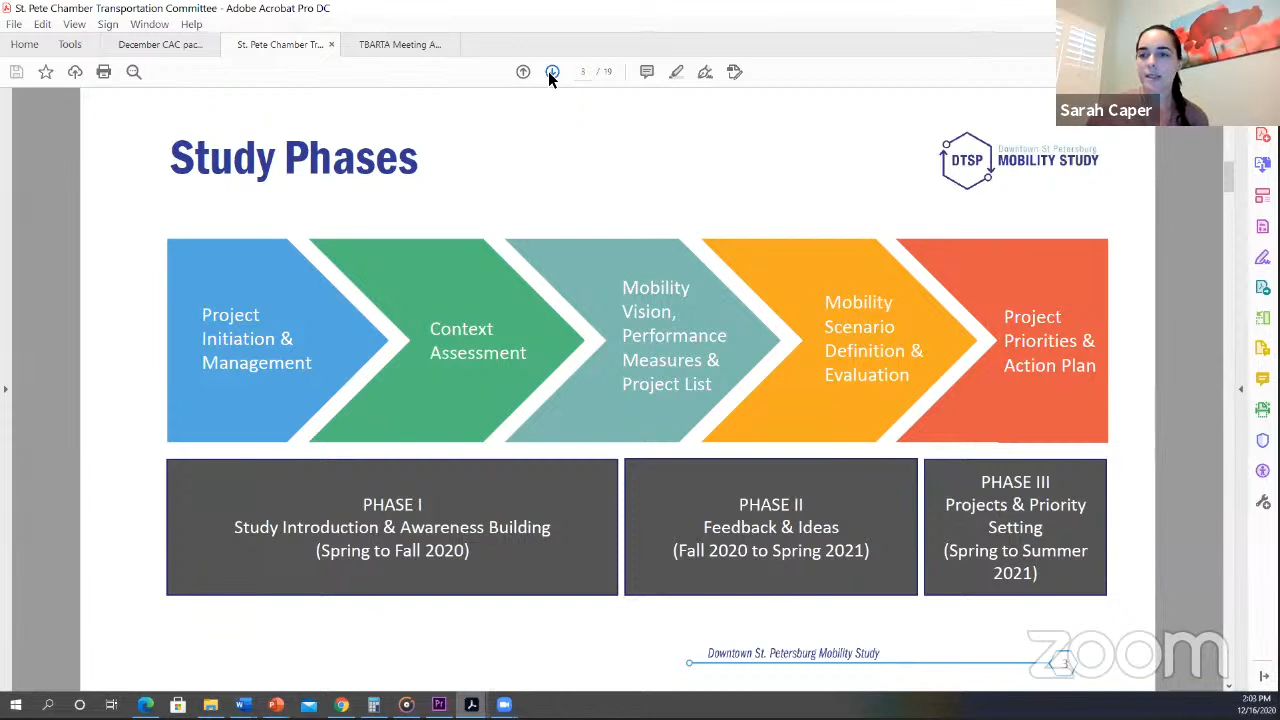 St. Pete Chamber Transportation Committee - Adobe Acrobat Pro DC
File Edit View Sign Window Help
Home Tools December CAC pac... St. Pete Chamber Tr... × TBARTA Meeting A...
3 / 19
Sarah Caper
Study Phases
DTSP
Downtown St Petersburg
MOBILITY STUDY
Project
Initiation &
Management
Context
Assessment
Mobility
Vision,
Performance
Measures &
Project List
Mobility
Scenario
Definition &
Evaluation
Project
Priorities &
Action Plan
PHASE I
Study Introduction & Awareness Building
(Spring to Fall 2020)
PHASE II
Feedback & Ideas
(Fall 2020 to Spring 2021)
PHASE III
Projects & Priority
Setting
(Spring to Summer
2021)
Downtown St. Petersburg Mobility Study
3
zoom
Pr
2:03 PM
12/16/2020